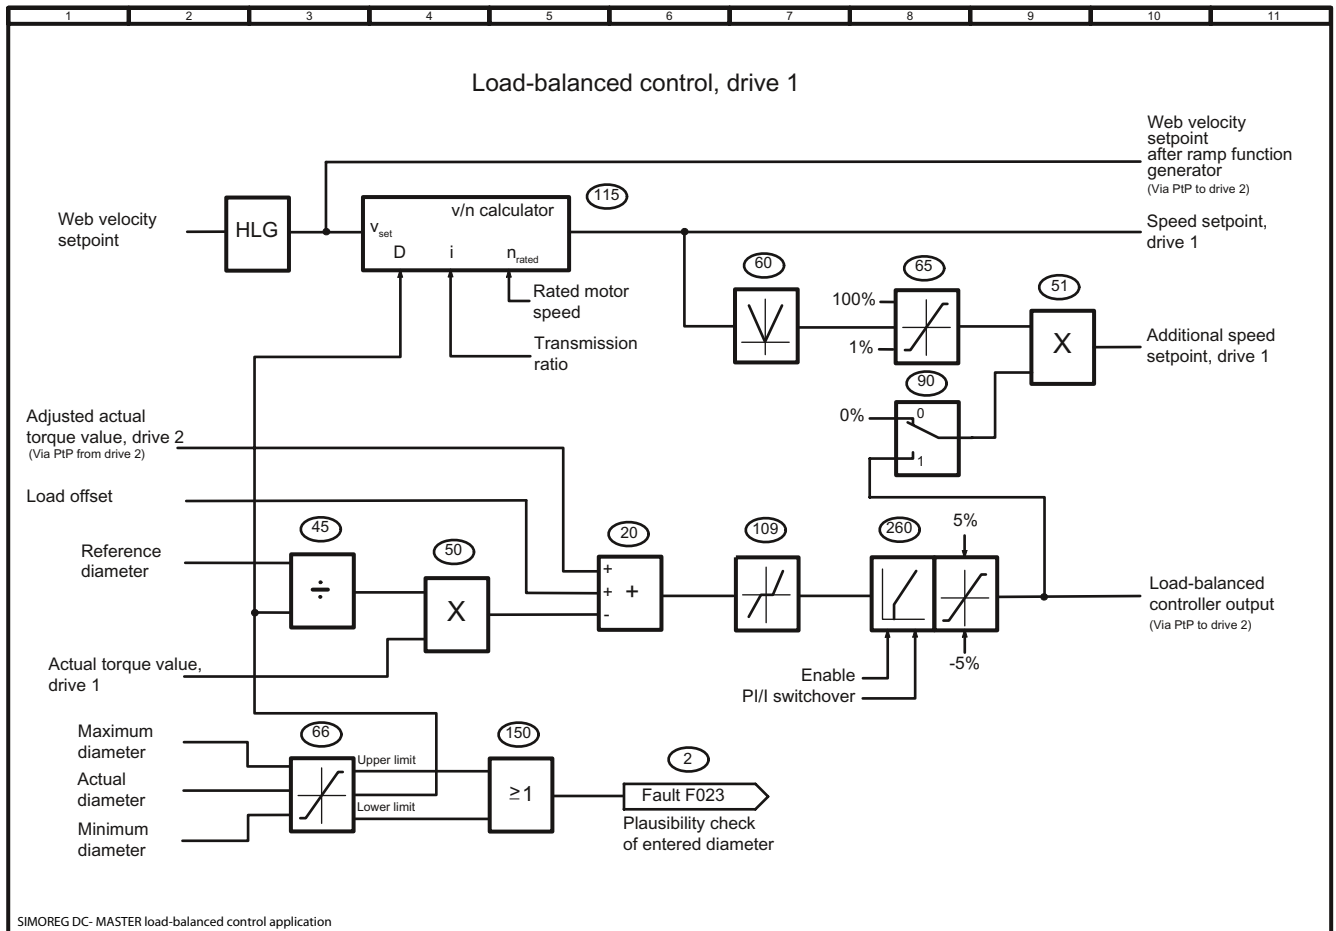 1 2 3 4 5 6 7 8 9 10 11
Load-balanced control, drive 1
Web velocity
setpoint
after ramp function
generator
(Via PtP to drive 2)
Web velocity
setpoint
HLG
v/n calculator
vset
D i nrated
115
Speed setpoint,
drive 1
Rated motor
speed
Transmission
ratio
60
65
100%
1%
51
X
Additional speed
setpoint, drive 1
90
0%
0
1
Adjusted actual
torque value, drive 2
(Via PtP from drive 2)
Load offset
Reference
diameter
45
÷
50
X
20
+
+ +
-
109
260
5%
-5%
Load-balanced
controller output
(Via PtP to drive 2)
Enable
PI/I switchover
Actual torque value,
drive 1
Maximum
diameter
Actual
diameter
Minimum
diameter
66
Upper limit
Lower limit
150
≥1
2
Fault F023
Plausibility check
of entered diameter
SIMOREG DC- MASTER load-balanced control application